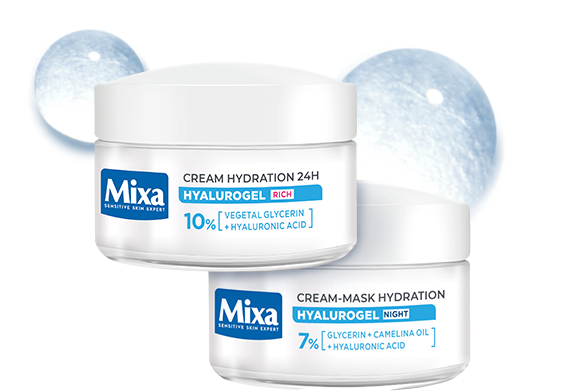 CREAM HYDRATION 24H
Mixa
SENSITIVE SKIN EXPERT
HYALUROGEL RICH
10% [VEGETAL GLYCERIN
+ HYALURONIC ACID]
CREAM-MASK HYDRATION
Mixa
SENSITIVE SKIN EXPERT
HYALUROGEL NIGHT
7% [GLYCERIN + CAMELINA OIL
+ HYALURONIC ACID]